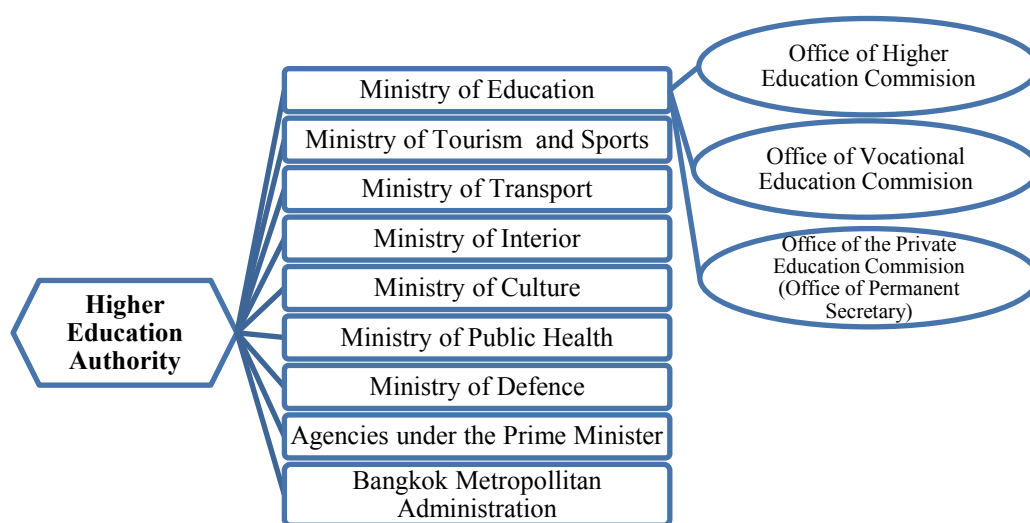 Higher
Education
Authority
Ministry of Education
Ministry of Tourism and Sports
Ministry of Transport
Ministry of Interior
Ministry of Culture
Ministry of Public Health
Ministry of Defence
Agencies under the Prime Minister
Bangkok Metropollitan
Administration
Office of Higher
Education Commision
Office of Vocational
Education Commision
Office of the Private
Education Commision
(Office of Permanent
Secretary)